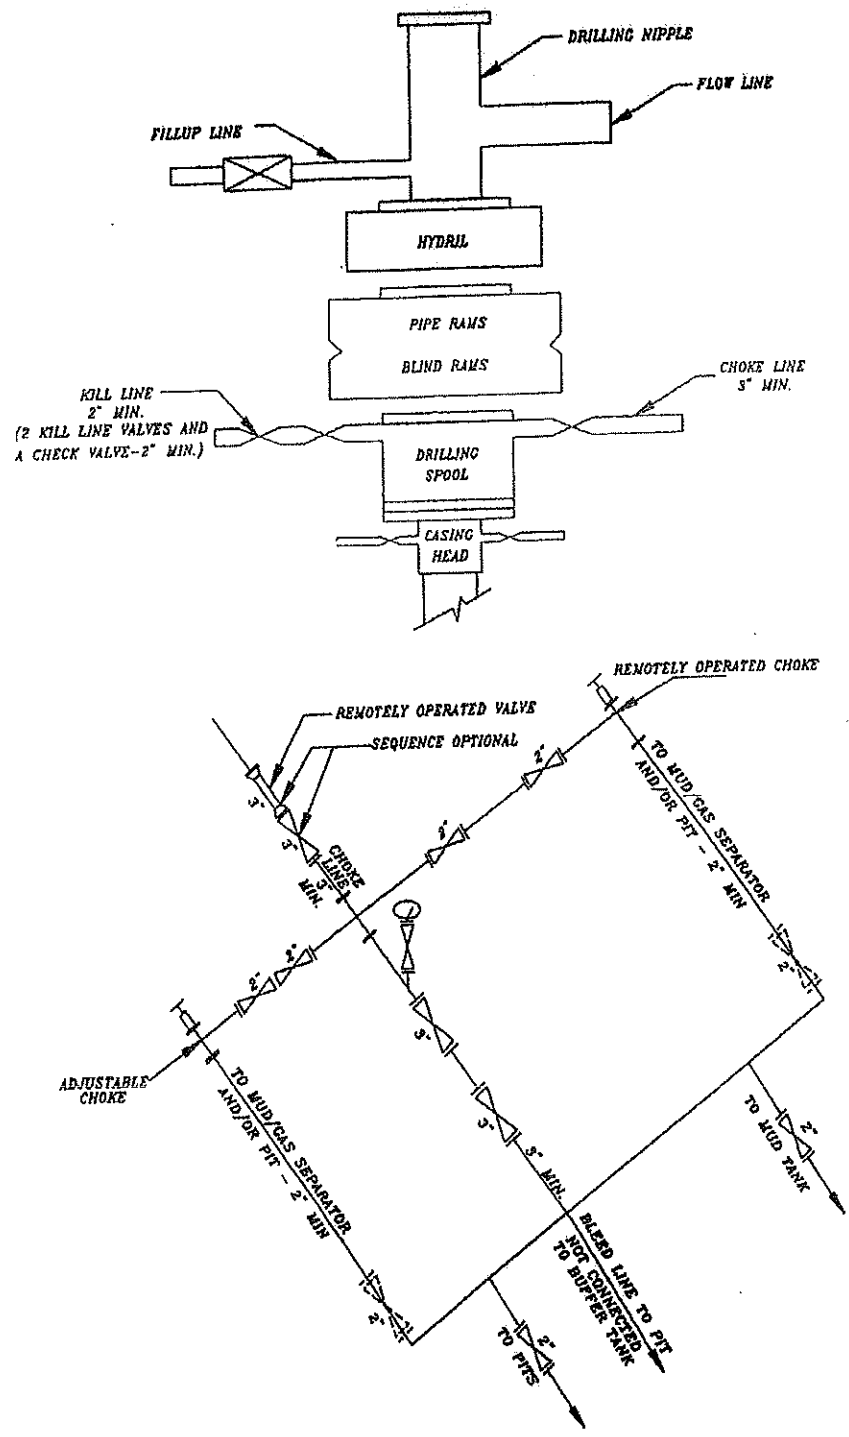 DRILLING NIPPLE
FLOW LINE
FILLUP LINE
HYDRIL
PIPE RAMS
BLIND RAMS
CHOKE LINE
3" MIN.
KILL LINE
2" MIN.
(2 KILL LINE VALVES AND
A CHECK VALVE-2" MIN.)
DRILLING
SPOOL
CASING
HEAD
REMOTELY OPERATED CHOKE
REMOTELY OPERATED VALVE
SEQUENCE OPTIONAL
3"
3"
CHOKE
LINE
3"
MIN.
2"
2"
TO MUD/GAS SEPARATOR
AND/OR PIT - 2" MIN
2"
2"
2"
3"
3"
3" MIN.
ADJUSTABLE
CHOKE
TO MUD/GAS SEPARATOR
AND/OR PIT - 2" MIN
2"
2"
TO MUD TANK
BLEED LINE TO PIT
NOT CONNECTED
TO BUFFER TANK
2"
TO PITS